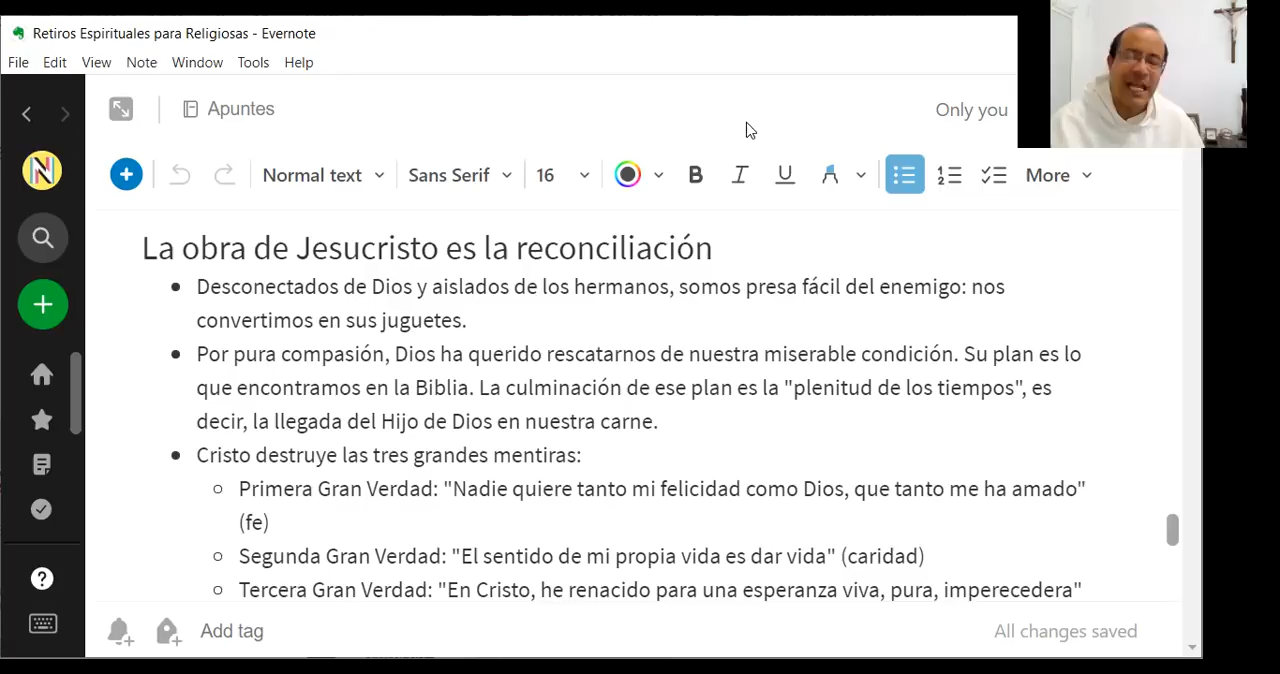 Retiros Espirituales para Religiosas - Evernote
File Edit View Note Window Tools Help
Apuntes
Only you
Normal text Sans Serif 16 B I U More
La obra de Jesucristo es la reconciliación
• Desconectados de Dios y aislados de los hermanos, somos presa fácil del enemigo: nos
convertimos en sus juguetes.
• Por pura compasión, Dios ha querido rescatarnos de nuestra miserable condición. Su plan es lo
que encontramos en la Biblia. La culminación de ese plan es la "plenitud de los tiempos", es
decir, la llegada del Hijo de Dios en nuestra carne.
• Cristo destruye las tres grandes mentiras:
○ Primera Gran Verdad: "Nadie quiere tanto mi felicidad como Dios, que tanto me ha amado"
(fe)
○ Segunda Gran Verdad: "El sentido de mi propia vida es dar vida" (caridad)
○ Tercera Gran Verdad: "En Cristo, he renacido para una esperanza viva, pura, imperecedera"
Add tag
All changes saved